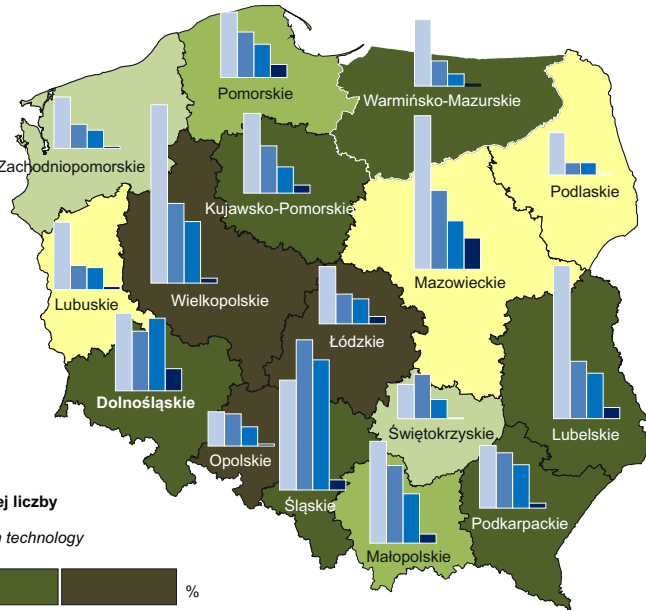 Pomorskie
Warmińsko-Mazurskie
Zachodniopomorskie
Podlaskie
Kujawsko-Pomorskie
Mazowieckie
Lubuskie
Wielkopolskie
Łódzkie
Dolnośląskie
Świętokrzyskie
Lubelskie
Opolskie
Śląskie
Podkarpackie
Małopolskie
ej liczby
technology
%